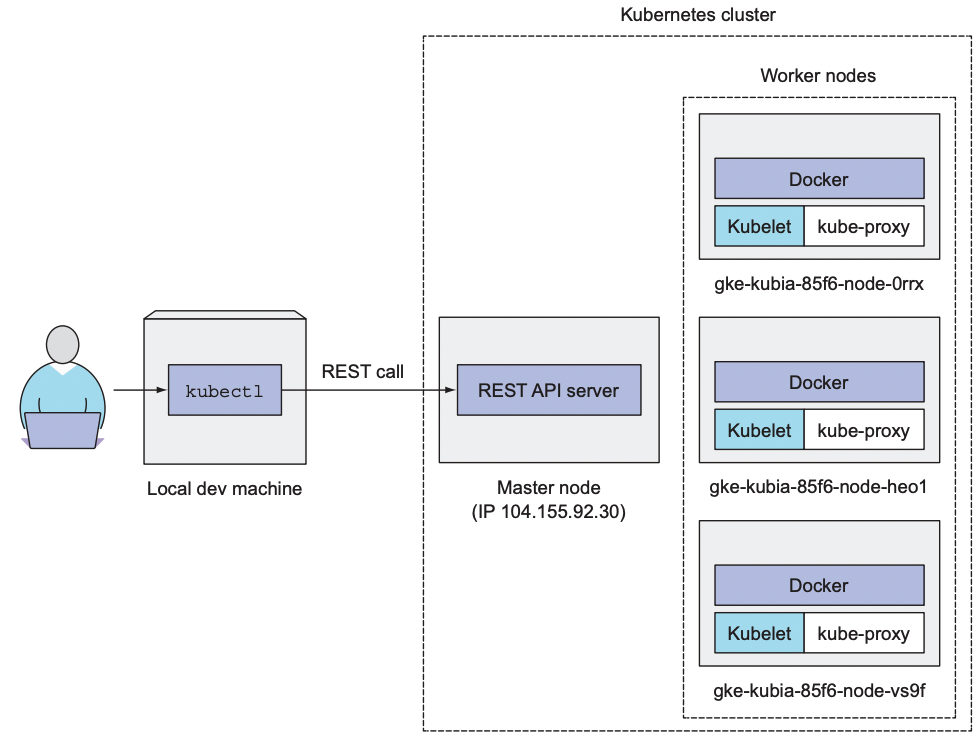 Kubernetes cluster
Worker nodes
Docker
Kubelet
kube-proxy
gke-kubia-85f6-node-0rrx
kubectl
REST call
REST API server
Local dev machine
Master node
(IP 104.155.92.30)
Docker
Kubelet
kube-proxy
gke-kubia-85f6-node-heo1
Docker
Kubelet
kube-proxy
gke-kubia-85f6-node-vs9f